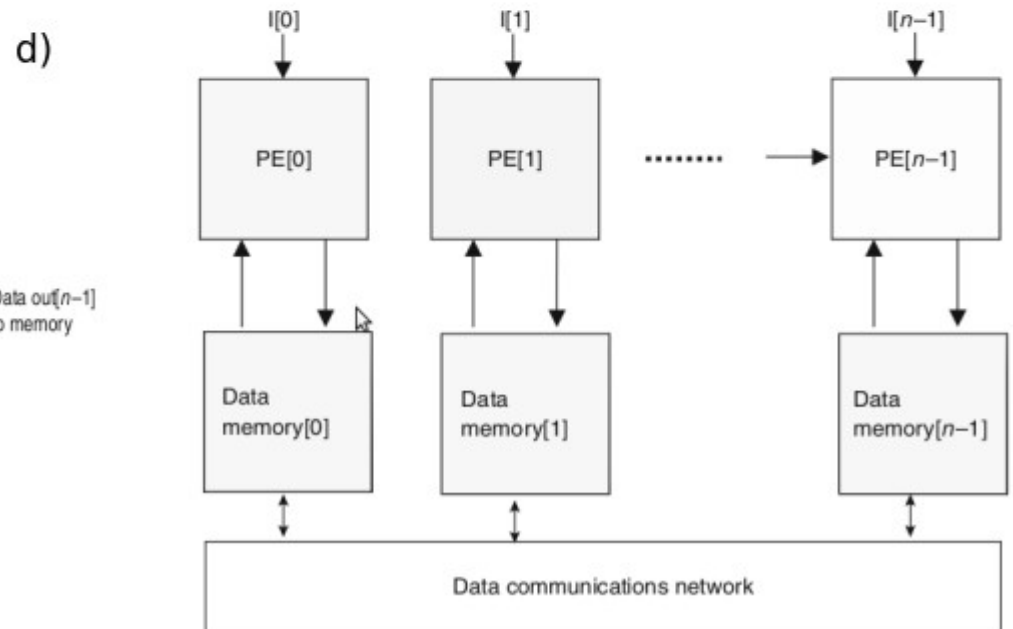 d)
I[0] I[1] I[n–1]
PE[0] PE[1] ........ PE[n–1]
out[n–1]
memory
Data Data Data
memory[0] memory[1] memory[n–1]
Data communications network